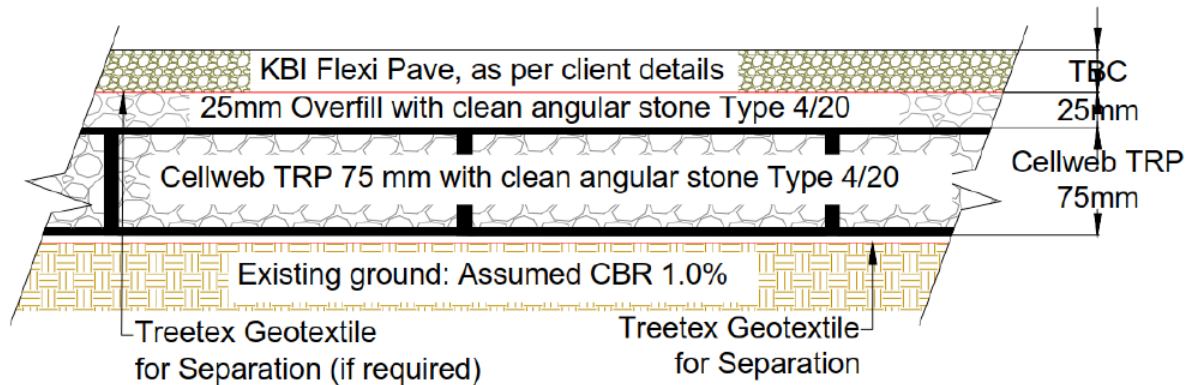 KBI Flexi Pave, as per client details
TBC
25mm Overfill with clean angular stone Type 4/20
25mm
Cellweb TRP 75 mm with clean angular stone Type 4/20
Cellweb TRP
75mm
Existing ground: Assumed CBR 1.0%
Treetex Geotextile
for Separation (if required)
Treetex Geotextile
for Separation